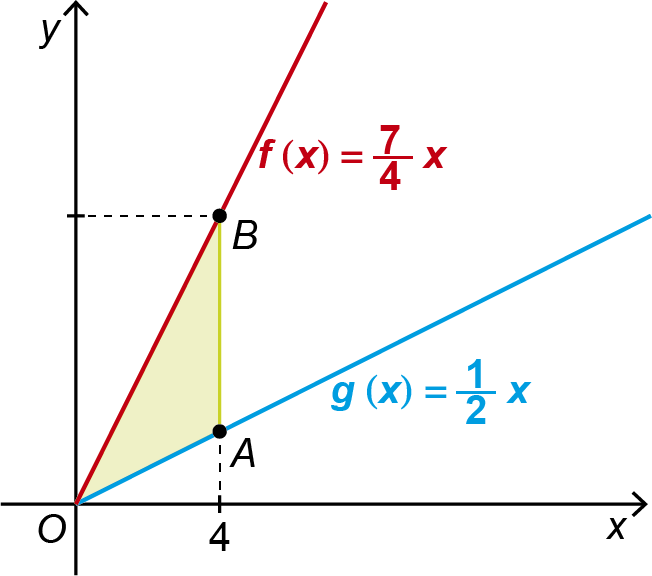 y
f (x) = 7/4 x
B
g (x) = 1/2 x
A
O
4
x